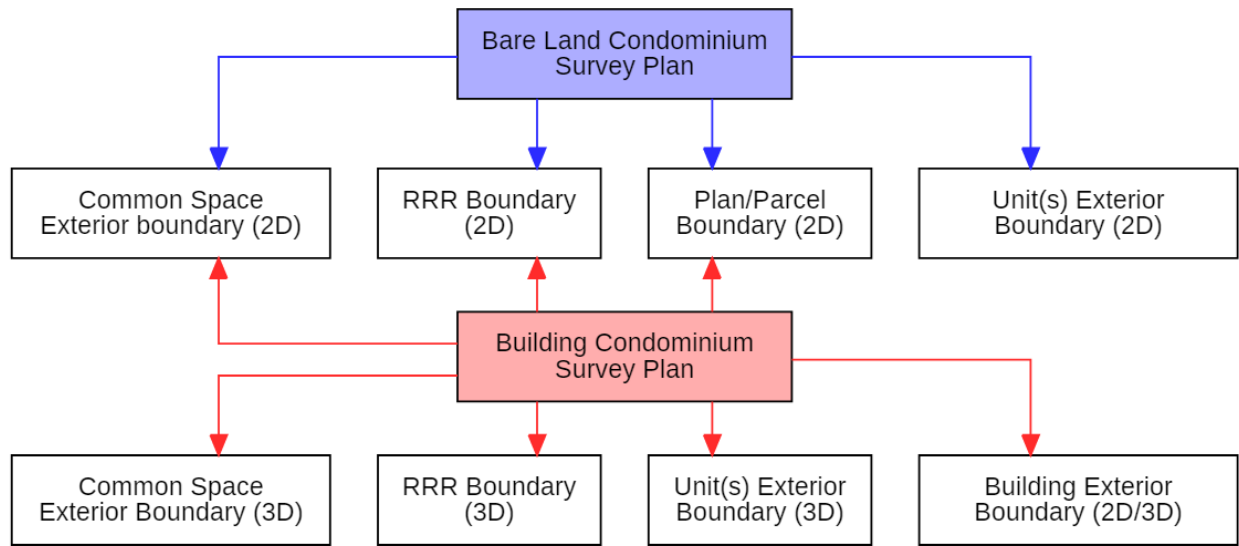 Bare Land Condominium
Survey Plan
Common Space
Exterior boundary (2D)
RRR Boundary
(2D)
Plan/Parcel
Boundary (2D)
Unit(s) Exterior
Boundary (2D)
Building Condominium
Survey Plan
Common Space
Exterior Boundary (3D)
RRR Boundary
(3D)
Unit(s) Exterior
Boundary (3D)
Building Exterior
Boundary (2D/3D)